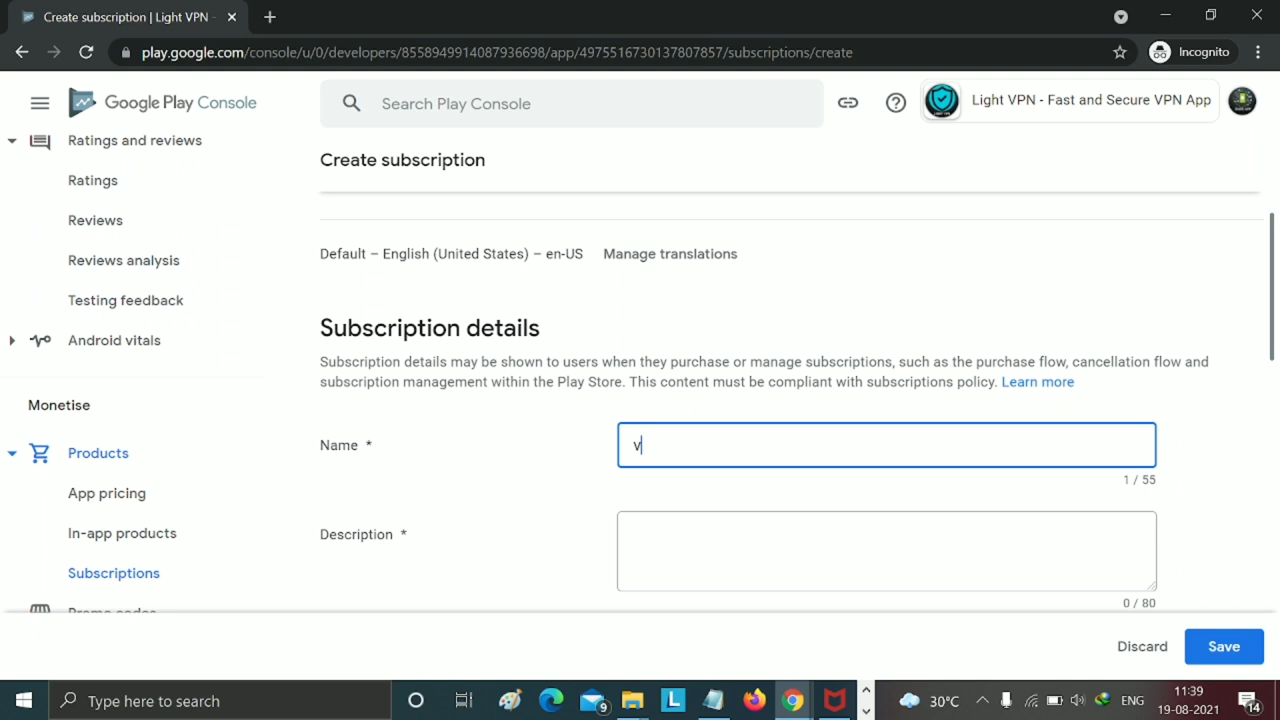 Create subscription | Light VPN -
play.google.com/console/u/0/developers/8558949914087936698/app/4975516730137807857/subscriptions/create
Incognito
Google Play Console
Search Play Console
Light VPN - Fast and Secure VPN App
Ratings and reviews
Ratings
Reviews
Reviews analysis
Testing feedback
Android vitals
Monetise
Products
App pricing
In-app products
Subscriptions
Promo codes
Create subscription
Default – English (United States) – en-US Manage translations
Subscription details
Subscription details may be shown to users when they purchase or manage subscriptions, such as the purchase flow, cancellation flow and
subscription management within the Play Store. This content must be compliant with subscriptions policy. Learn more
Name *
v
1 / 55
Description *
0 / 80
Discard
Save
Type here to search
9
L
30°C
ENG
11:39
19-08-2021
14